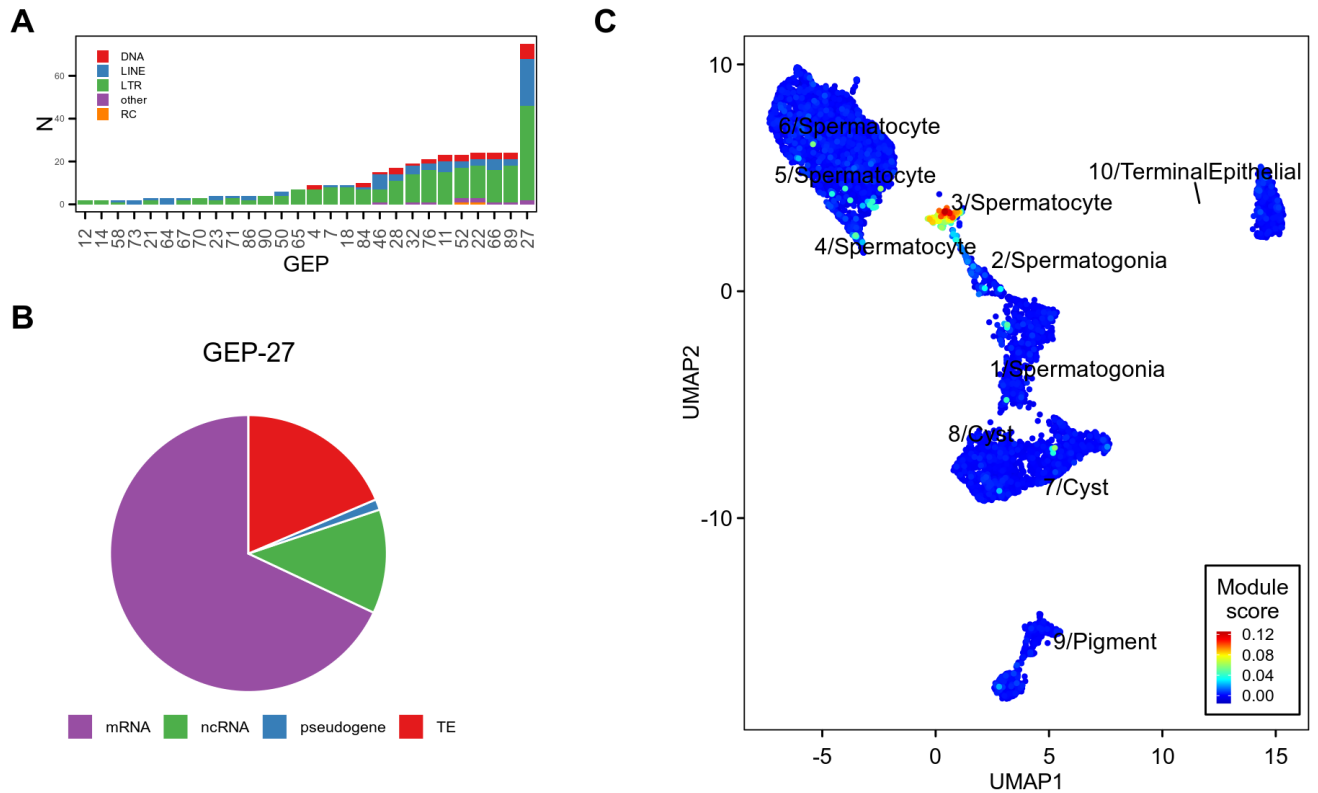 A
DNA
LINE
LTR
other
RC
N
60
40
20
0
12 14 58 73 21 64 67 70 23 71 86 90 50 65 4 7 18 84 46 28 32 76 11 52 22 66 89 27
GEP
B
GEP-27
mRNA ncRNA pseudogene TE
C
10
0
-10
UMAP2
6/Spermatocyte
5/Spermatocyte
10/TerminalEpithelial
3/Spermatocyte
4/Spermatocyte
2/Spermatogonia
1/Spermatogonia
8/Cyst
7/Cyst
9/Pigment
Module
score
0.12
0.08
0.04
0.00
-5 0 5 10 15
UMAP1